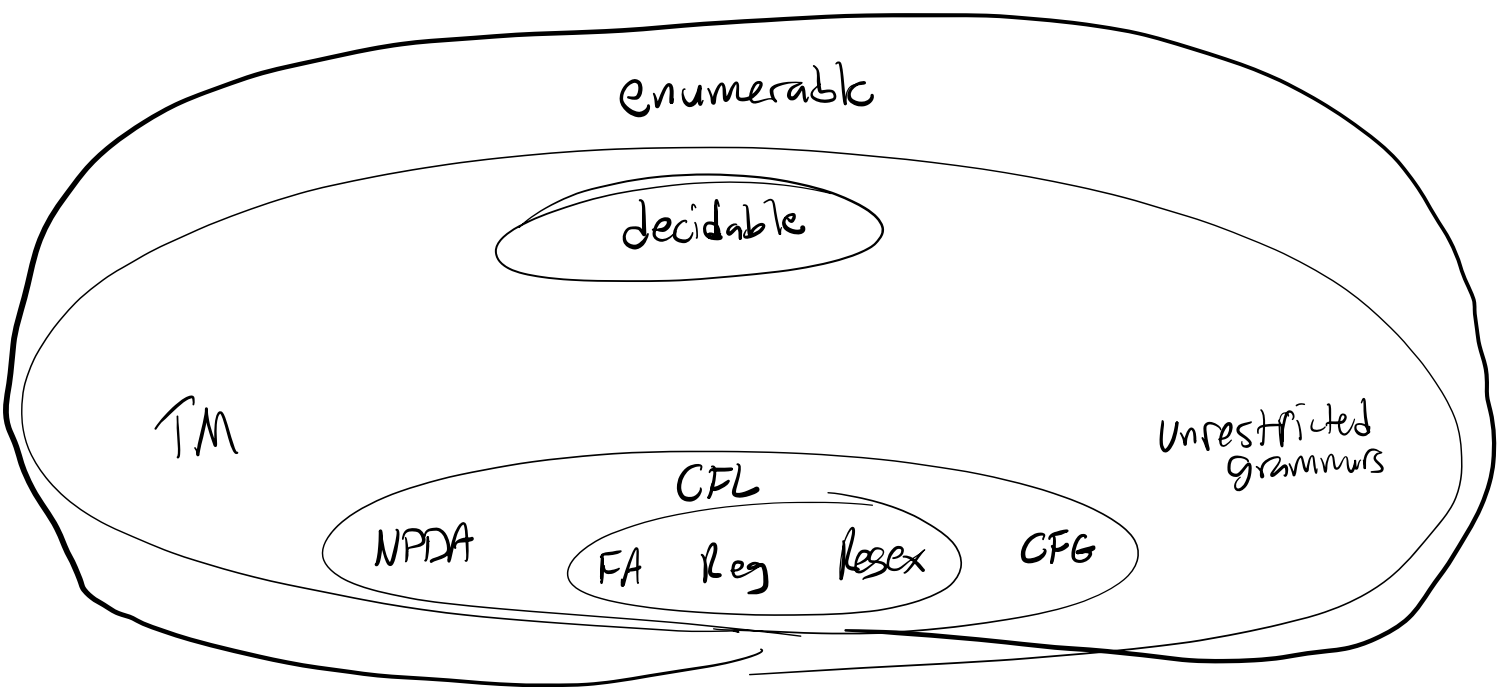 enumerable
decidable
TM
Unrestricted
grammars
CFL
NPDA
FA
Reg
Regex
CFG